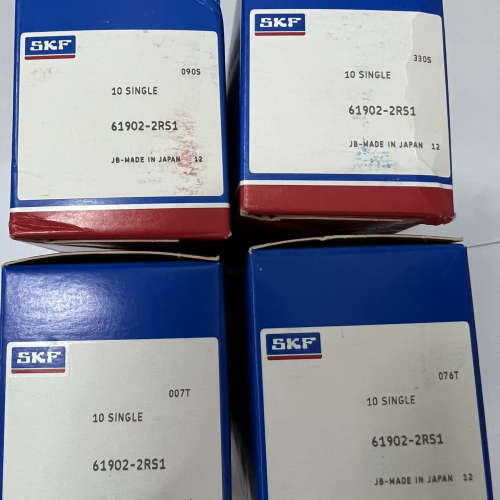 SKF
090S
10 SINGLE
61902-2RS1
JB-MADE IN JAPAN 12
SKF
330S
10 SINGLE
61902-2RS1
JB-MADE IN JAPAN 12
SKF
007T
10 SINGLE
61902-2RS1
SKF
076T
10 SINGLE
61902-2RS1
JB-MADE IN JAPAN 12